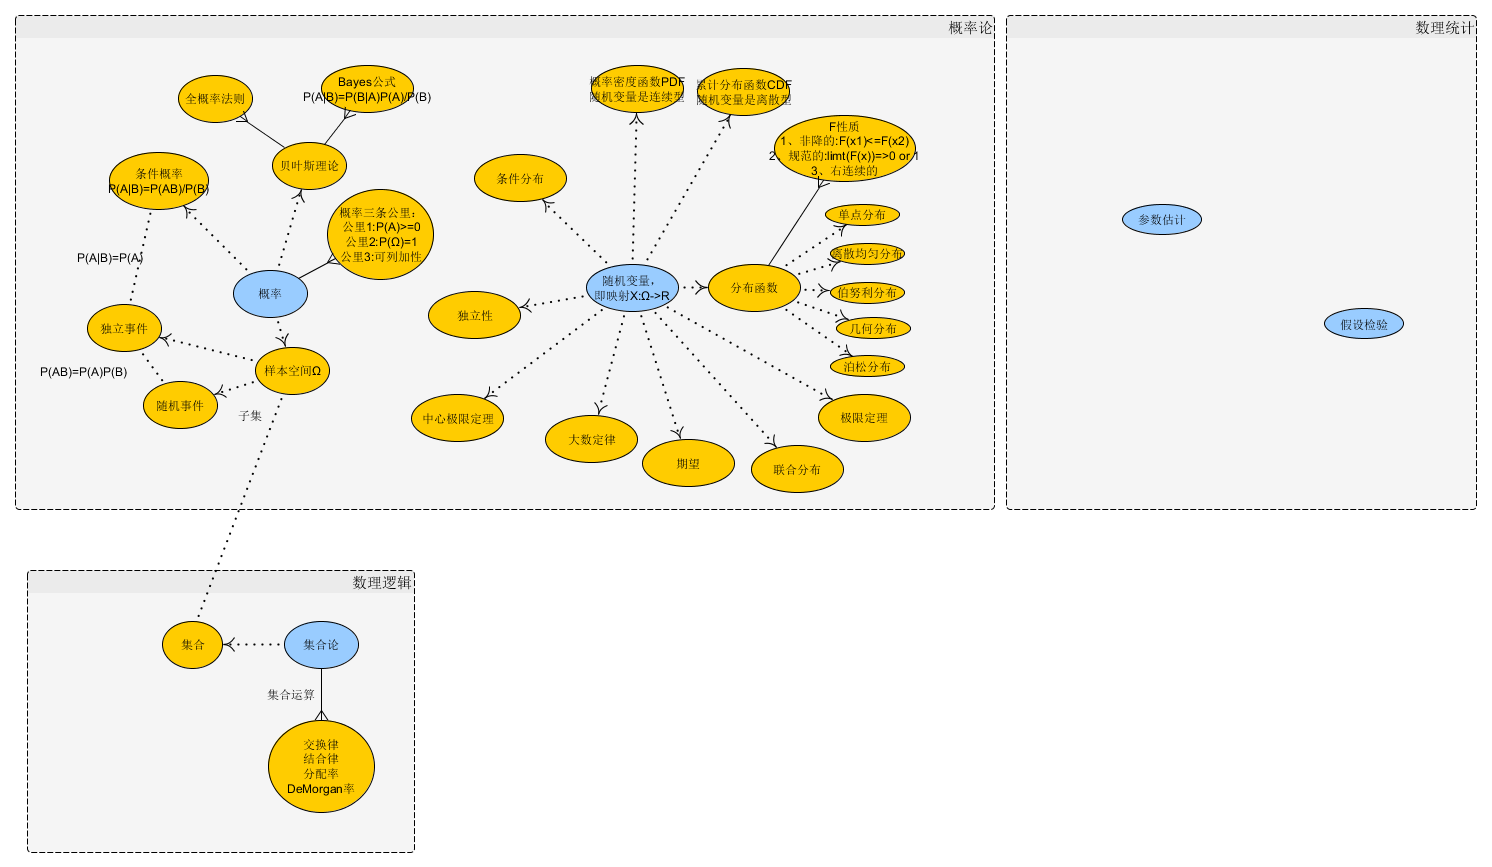 概率论
数理统计
全概率法则
Bayes公式
P(A|B)=P(B|A)P(A)/P(B)
贝叶斯理论
条件概率
P(A|B)=P(AB)/P(B)
概率三条公里：
公里1:P(A)>=0
公里2:P(Ω)=1
公里3:可列加性
P(A|B)=P(A)
概率
独立事件
样本空间Ω
P(AB)=P(A)P(B)
随机事件
子集
概率密度函数PDF
随机变量是连续型
累计分布函数CDF
随机变量是离散型
F性质
1、非降的:F(x1)<=F(x2)
2、规范的:limt(F(x))=>0 or 1
3、右连续的
条件分布
单点分布
离散均匀分布
随机变量，
即映射X:Ω->R
分布函数
伯努利分布
独立性
几何分布
泊松分布
中心极限定理
大数定律
期望
联合分布
极限定理
参数估计
假设检验
数理逻辑
集合
集合论
集合运算
交换律
结合律
分配率
DeMorgan率